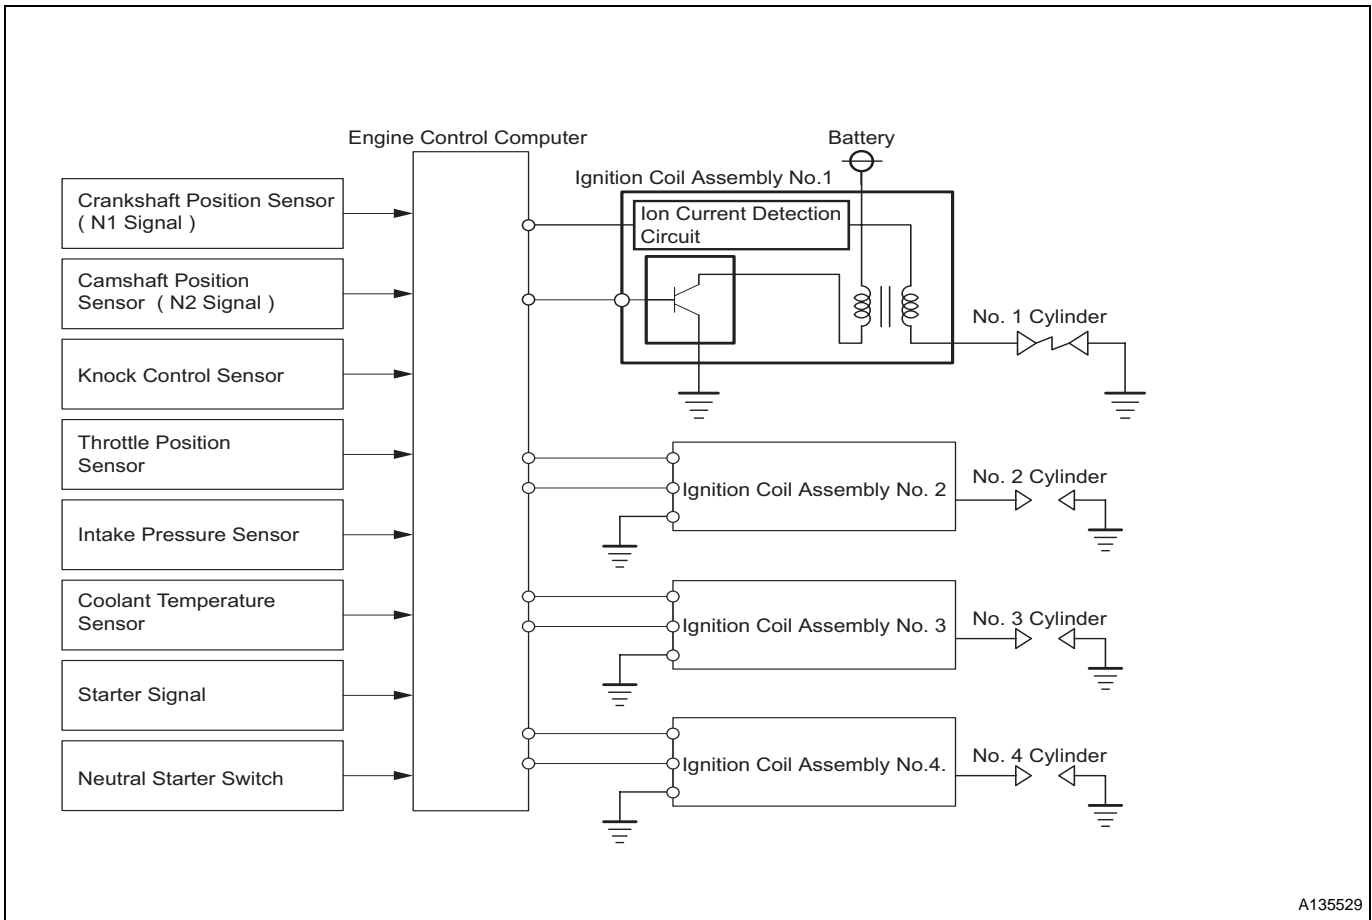 Engine Control Computer
Battery
Ignition Coil Assembly No.1
Crankshaft Position Sensor
( N1 Signal )
Ion Current Detection
Circuit
Camshaft Position
Sensor ( N2 Signal )
No. 1 Cylinder
Knock Control Sensor
Throttle Position
Sensor
No. 2 Cylinder
Ignition Coil Assembly No. 2
Intake Pressure Sensor
Coolant Temperature
Sensor
No. 3 Cylinder
Ignition Coil Assembly No. 3
Starter Signal
No. 4 Cylinder
Ignition Coil Assembly No.4.
Neutral Starter Switch
A135529